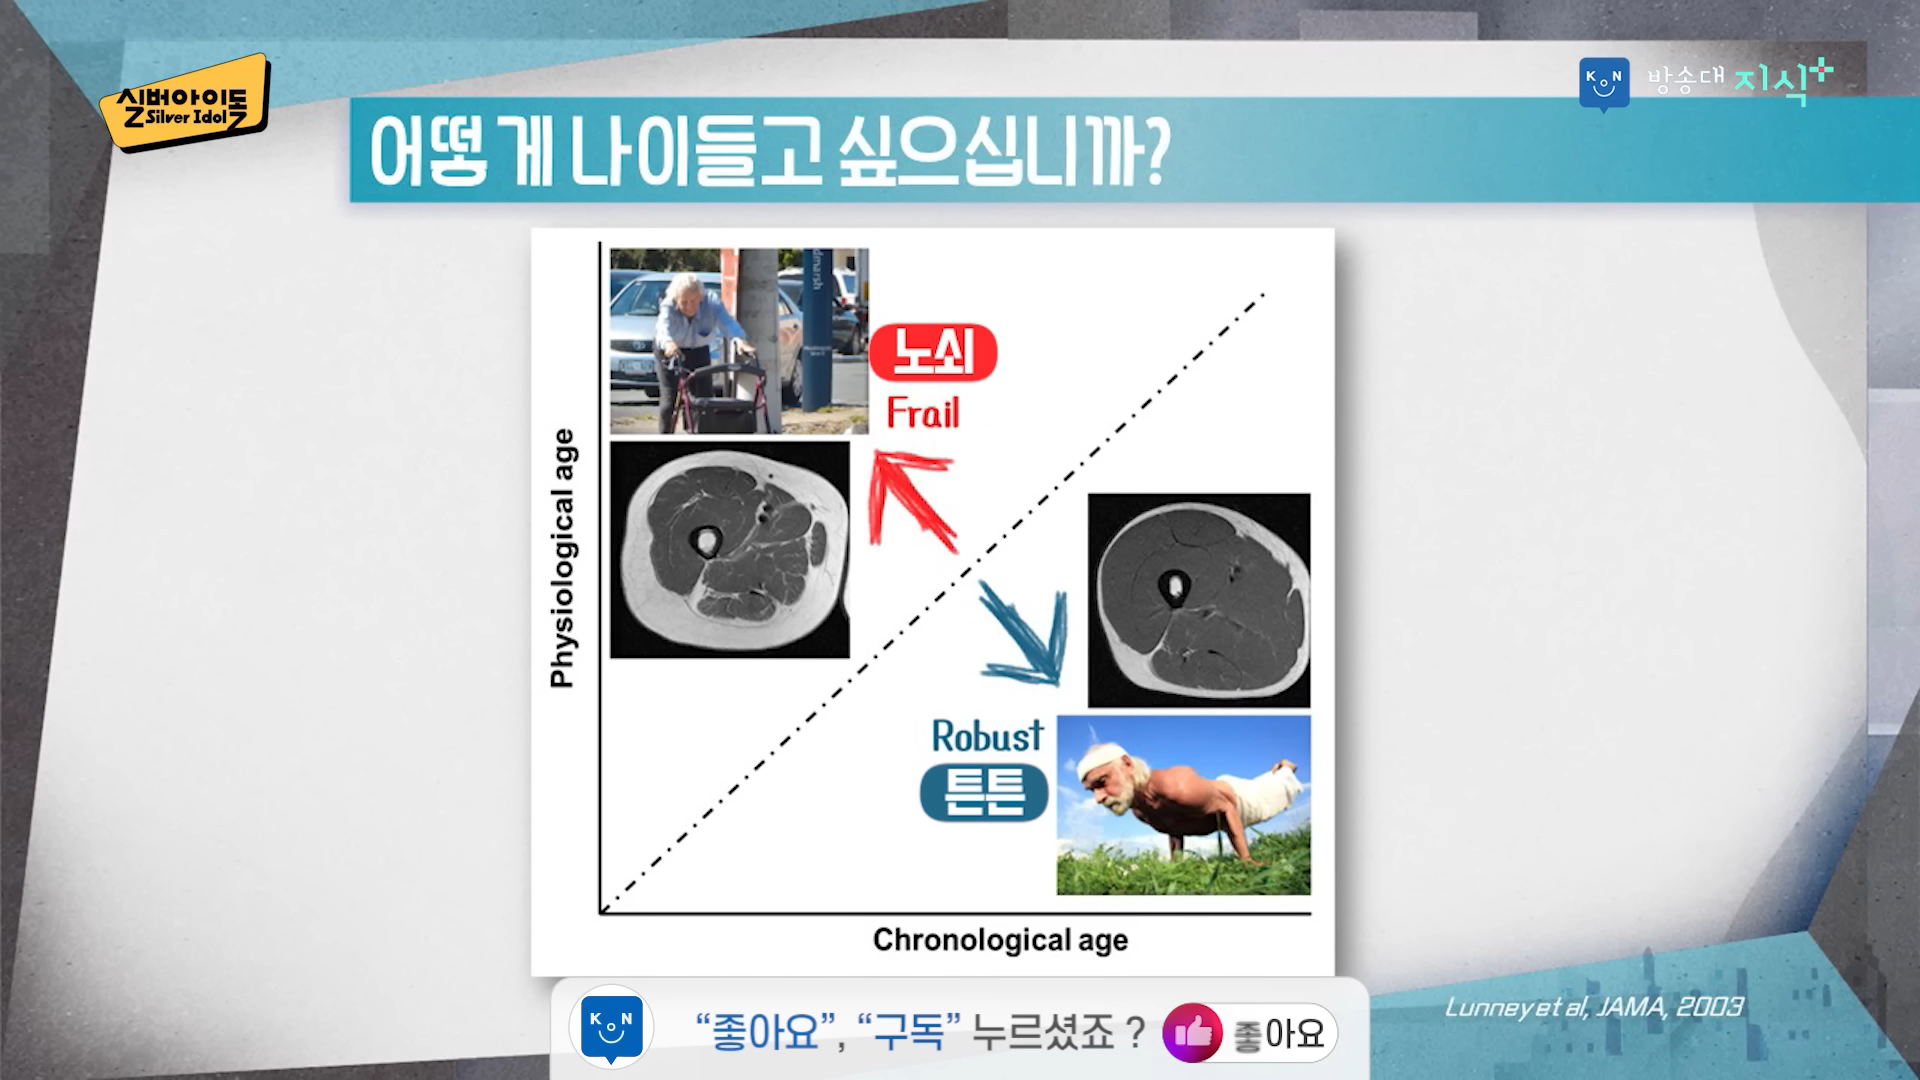 실버아이돌
Silver Idol
KON
방송대 지식+
어떻게 나이들고 싶으십니까?
노쇠
Frail
Physiological age
Robust
튼튼
Chronological age
Lunney et al, JAMA, 2003
KON
“좋아요”, “구독” 누르셨죠 ?
좋아요